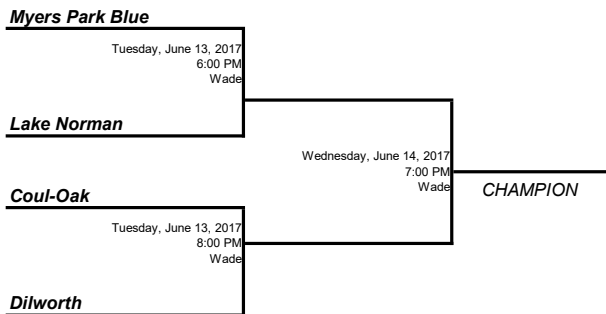 Myers Park Blue
Tuesday, June 13, 2017
6:00 PM
Wade
Lake Norman
Wednesday, June 14, 2017
7:00 PM
Wade
CHAMPION
Coul-Oak
Tuesday, June 13, 2017
8:00 PM
Wade
Dilworth